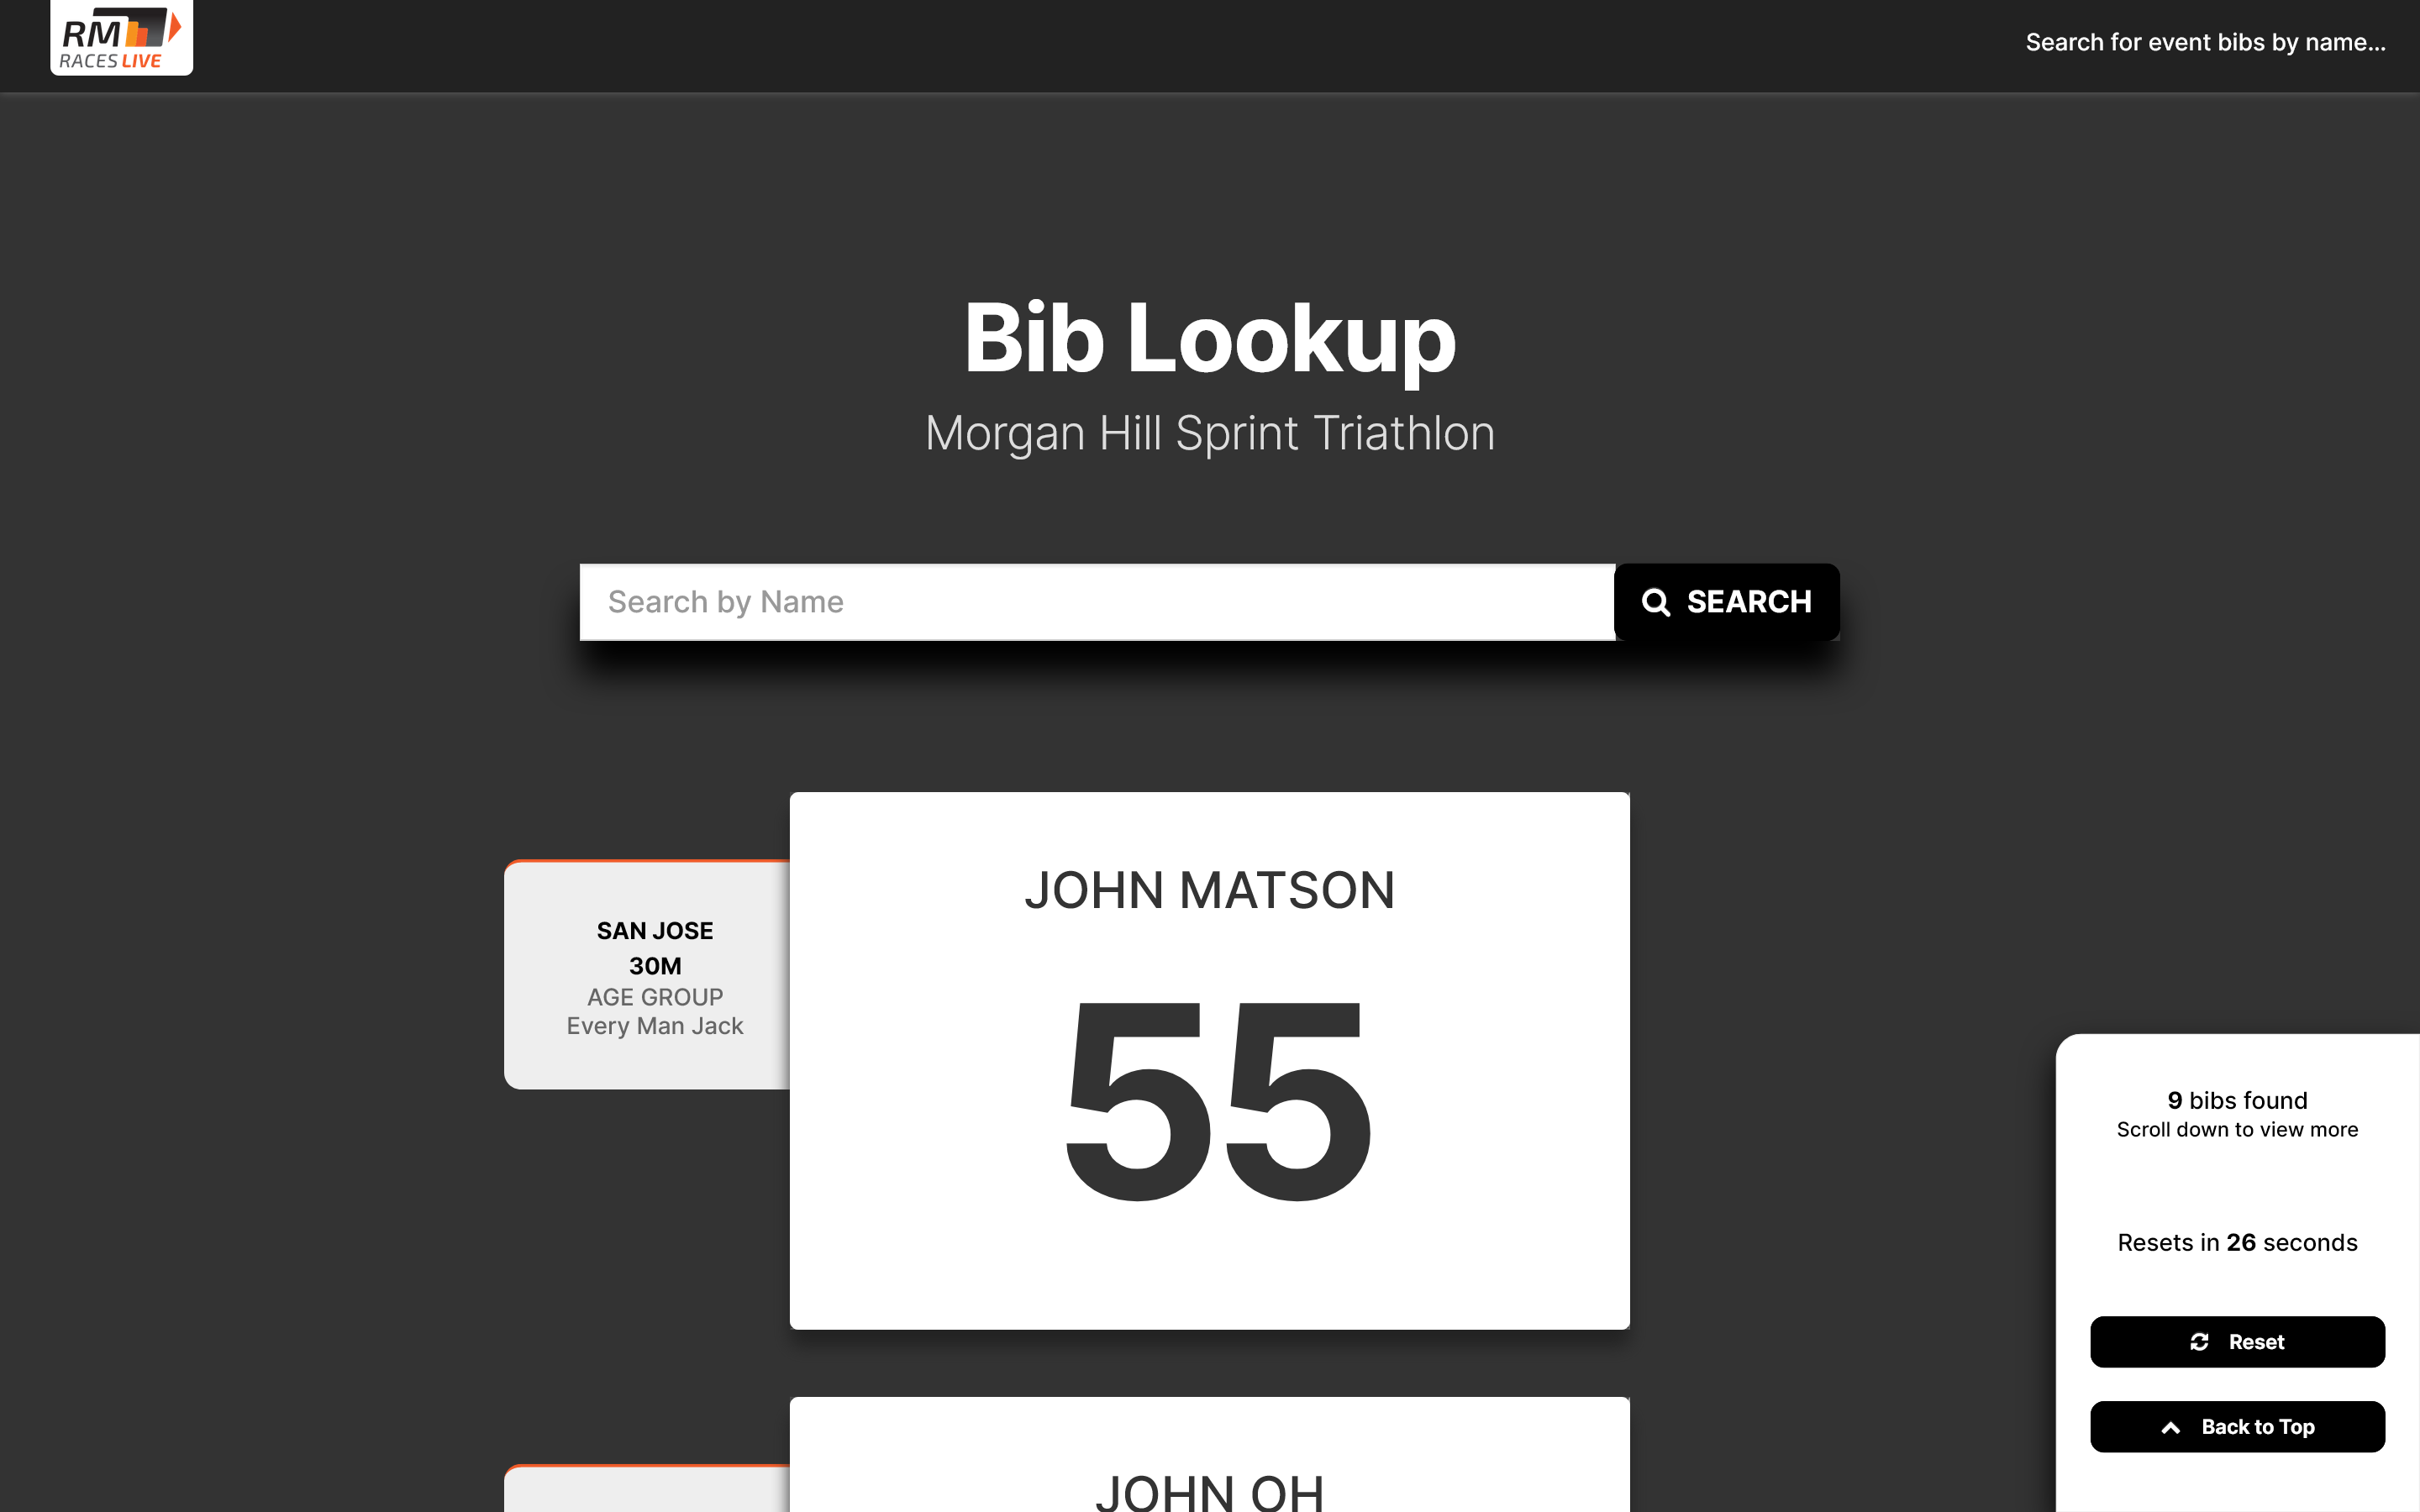 RM
RACES LIVE
Search for event bibs by name...
Bib Lookup
Morgan Hill Sprint Triathlon
Search by Name
SEARCH
SAN JOSE
30M
AGE GROUP
Every Man Jack
JOHN MATSON
55
9 bibs found
Scroll down to view more
Resets in 26 seconds
Reset
Back to Top
JOHN OH